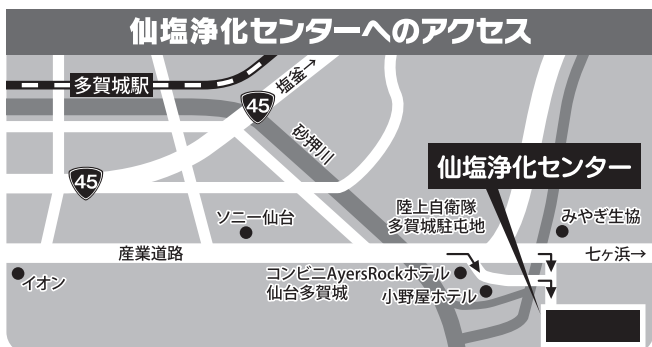 仙塩浄化センターへのアクセス
多賀城駅
塩釜→
45
砂押川
45
仙塩浄化センター
ソニー仙台
陸上自衛隊
多賀城駐屯地
みやぎ生協
産業道路
七ヶ浜→
イオン
コンビニAyersRockホテル
仙台多賀城
小野屋ホテル